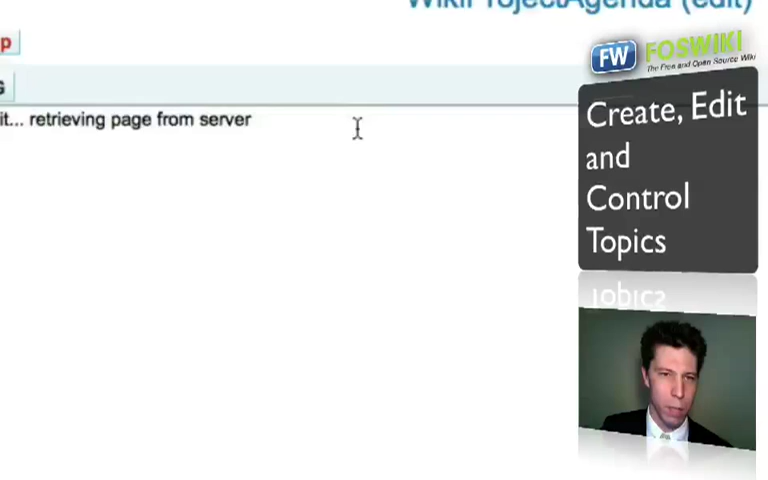 WikiProjectAgenda (edit)
p
G
it... retrieving page from server
FW FOSWIKI
The Free and Open Source Wiki
Create, Edit
and
Control
Topics
Topics